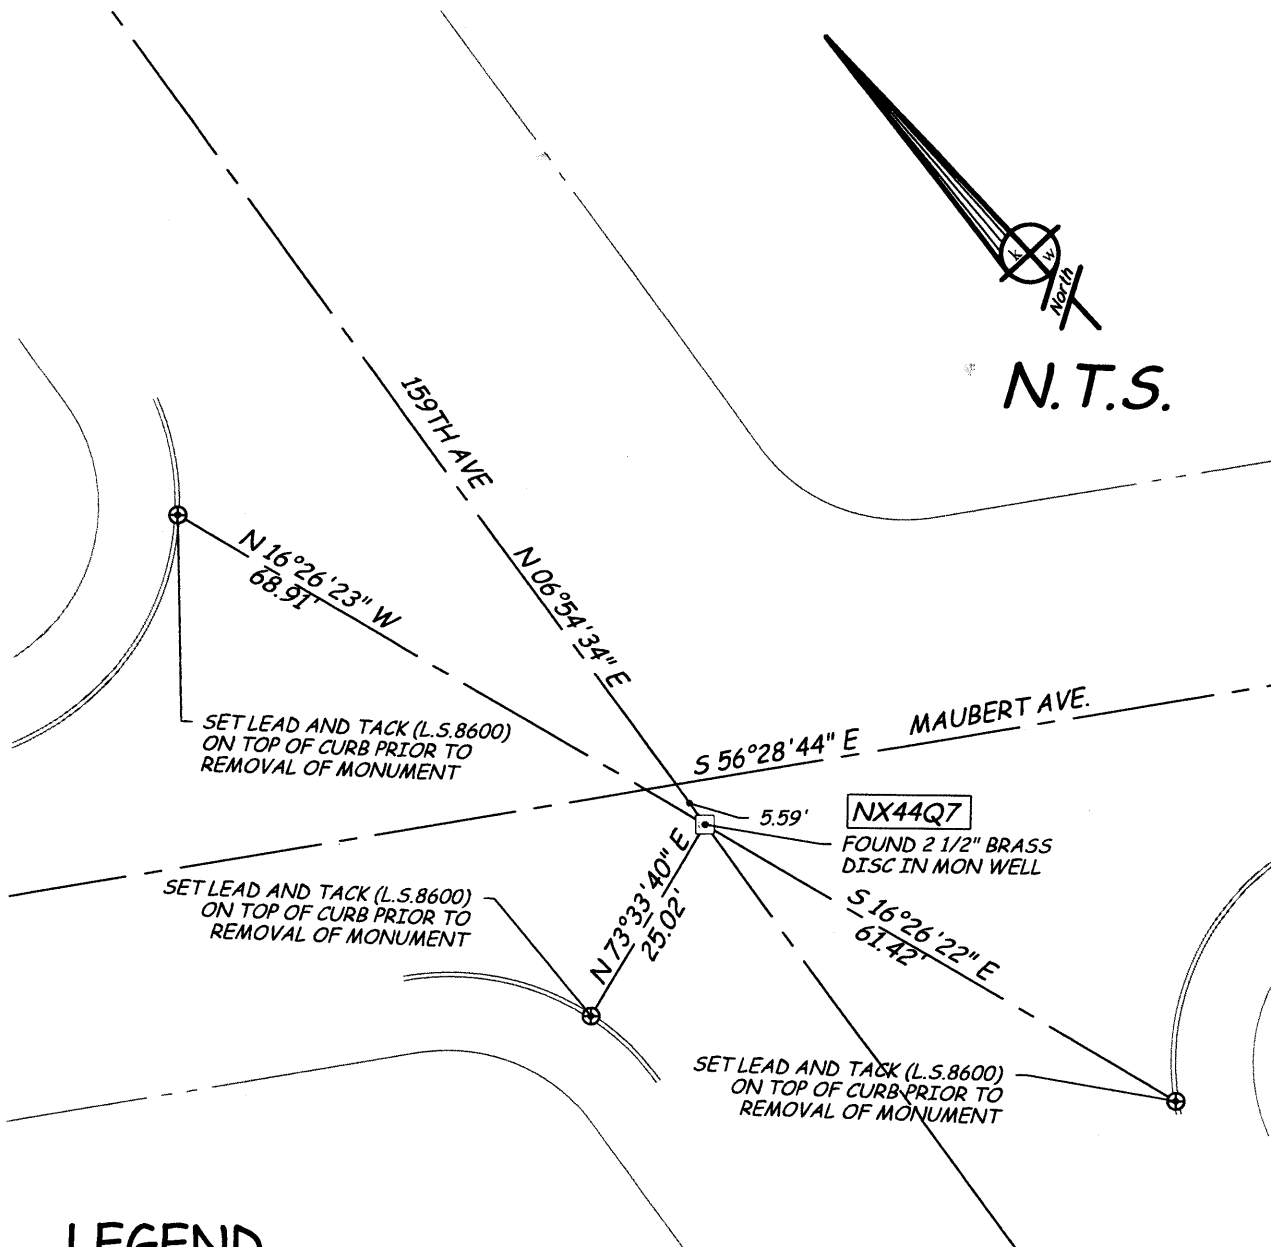 k
w
North
N.T.S.
159TH AVE
N 06°54'34" E
N 16°26'23" W
68.91'
SET LEAD AND TACK (L.S.8600)
ON TOP OF CURB PRIOR TO
REMOVAL OF MONUMENT
MAUBERT AVE.
S 56°28'44" E
5.59'
NX44Q7
FOUND 2 1/2" BRASS
DISC IN MON WELL
SET LEAD AND TACK (L.S.8600)
ON TOP OF CURB PRIOR TO
REMOVAL OF MONUMENT
N 73°33'40" E
25.02'
S 16°26'22" E
61.42'
SET LEAD AND TACK (L.S.8600)
ON TOP OF CURB PRIOR TO
REMOVAL OF MONUMENT
LEGEND